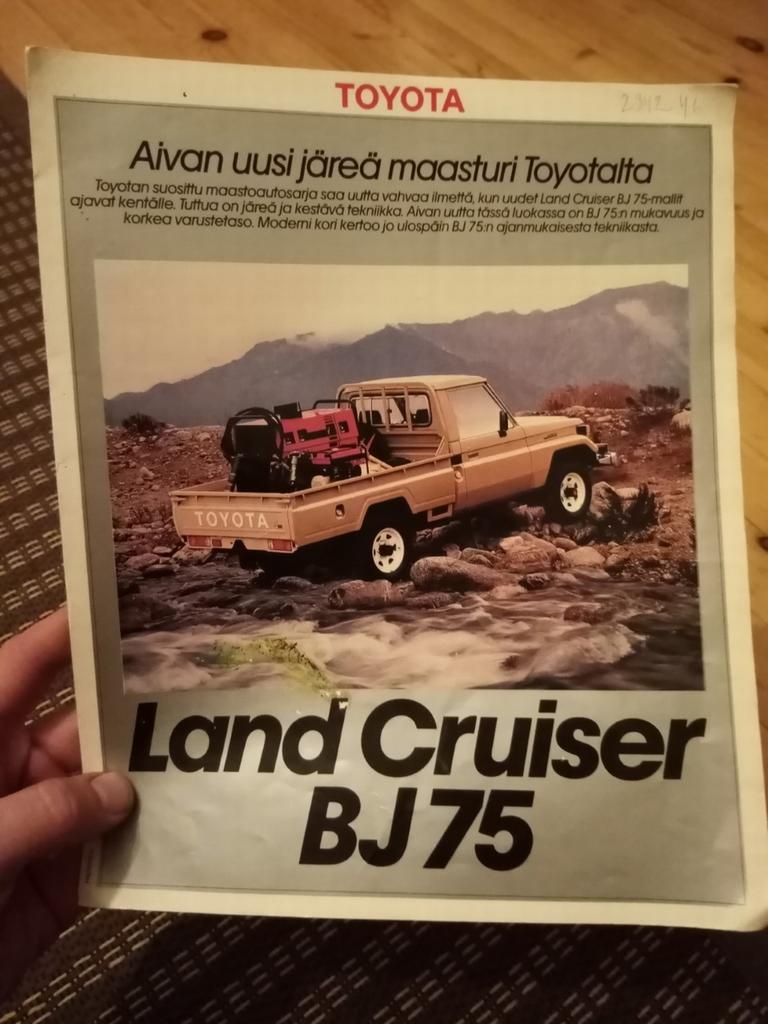 TOYOTA
Aivan uusi järeä maasturi Toyotalta
Toyotan suosittu maastoautosarja saa uutta vahvaa ilmettä, kun uudet Land Cruiser BJ 75-mallit
ajavat kentälle. Tuttua on järeä ja kestävä tekniikka. Aivan uutta tässä luokassa on BJ 75:n mukavuus ja
korkea varustetaso. Moderni kori kertoo jo ulospäin BJ 75:n ajanmukaisesta tekniikasta.
TOYOTA
Land Cruiser
BJ 75